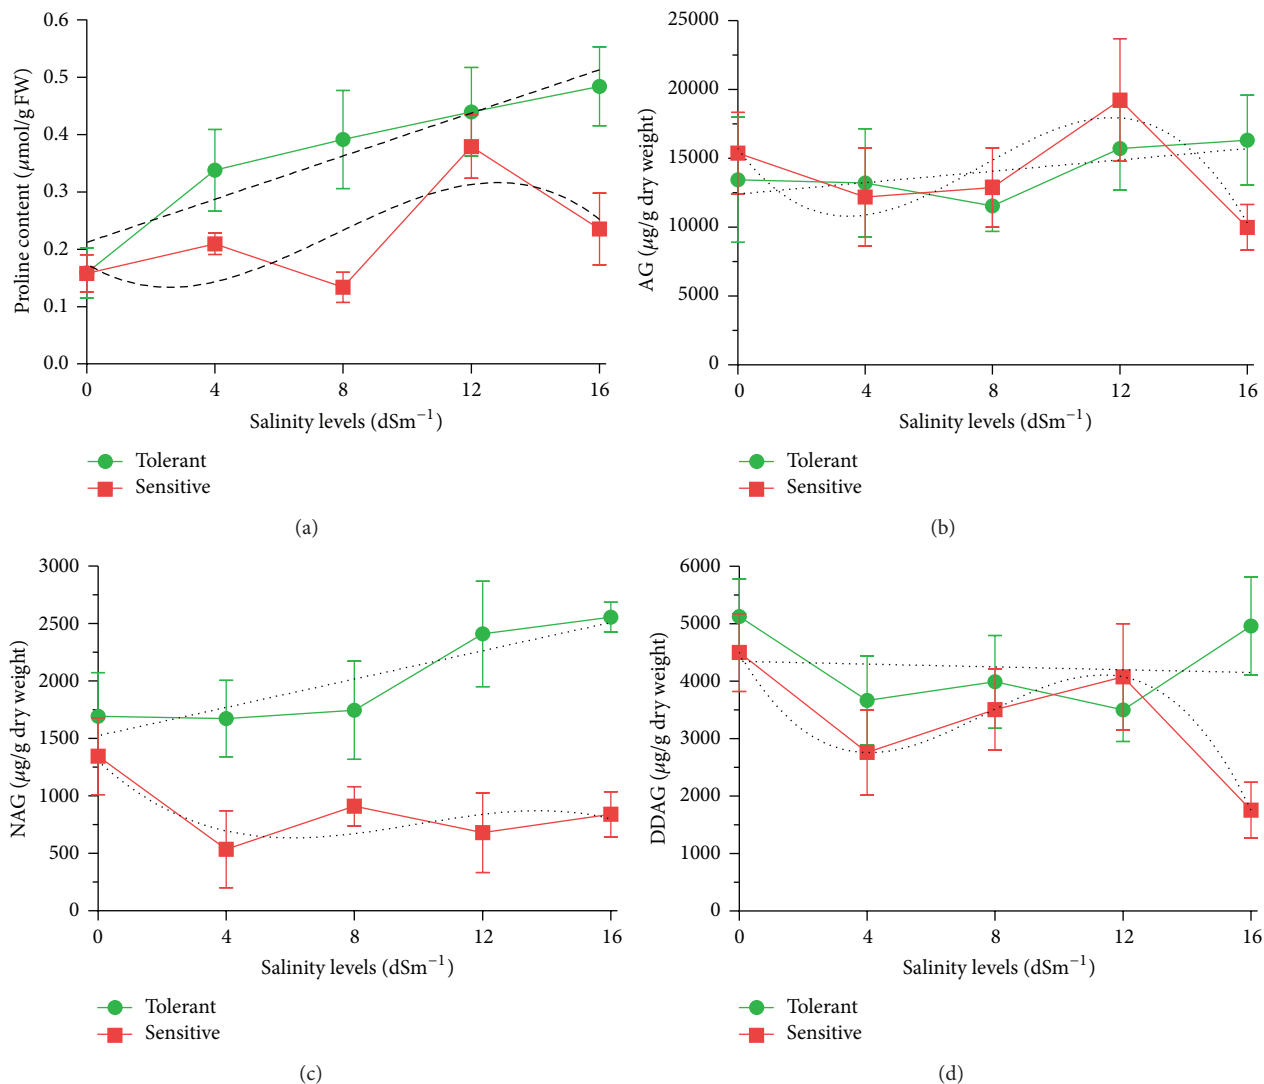 0.6
0.5
0.4
0.3
0.2
0.1
0.0
Proline content (μmol/g FW)
0 4 8 12 16
Salinity levels (dSm⁻¹)
Tolerant
Sensitive
(a)
25000
20000
15000
10000
5000
0
AG (μg/g dry weight)
0 4 8 12 16
Salinity levels (dSm⁻¹)
Tolerant
Sensitive
(b)
3000
2500
2000
1500
1000
500
0
NAG (μg/g dry weight)
0 4 8 12 16
Salinity levels (dSm⁻¹)
Tolerant
Sensitive
(c)
6000
5000
4000
3000
2000
1000
0
DDAG (μg/g dry weight)
0 4 8 12 16
Salinity levels (dSm⁻¹)
Tolerant
Sensitive
(d)